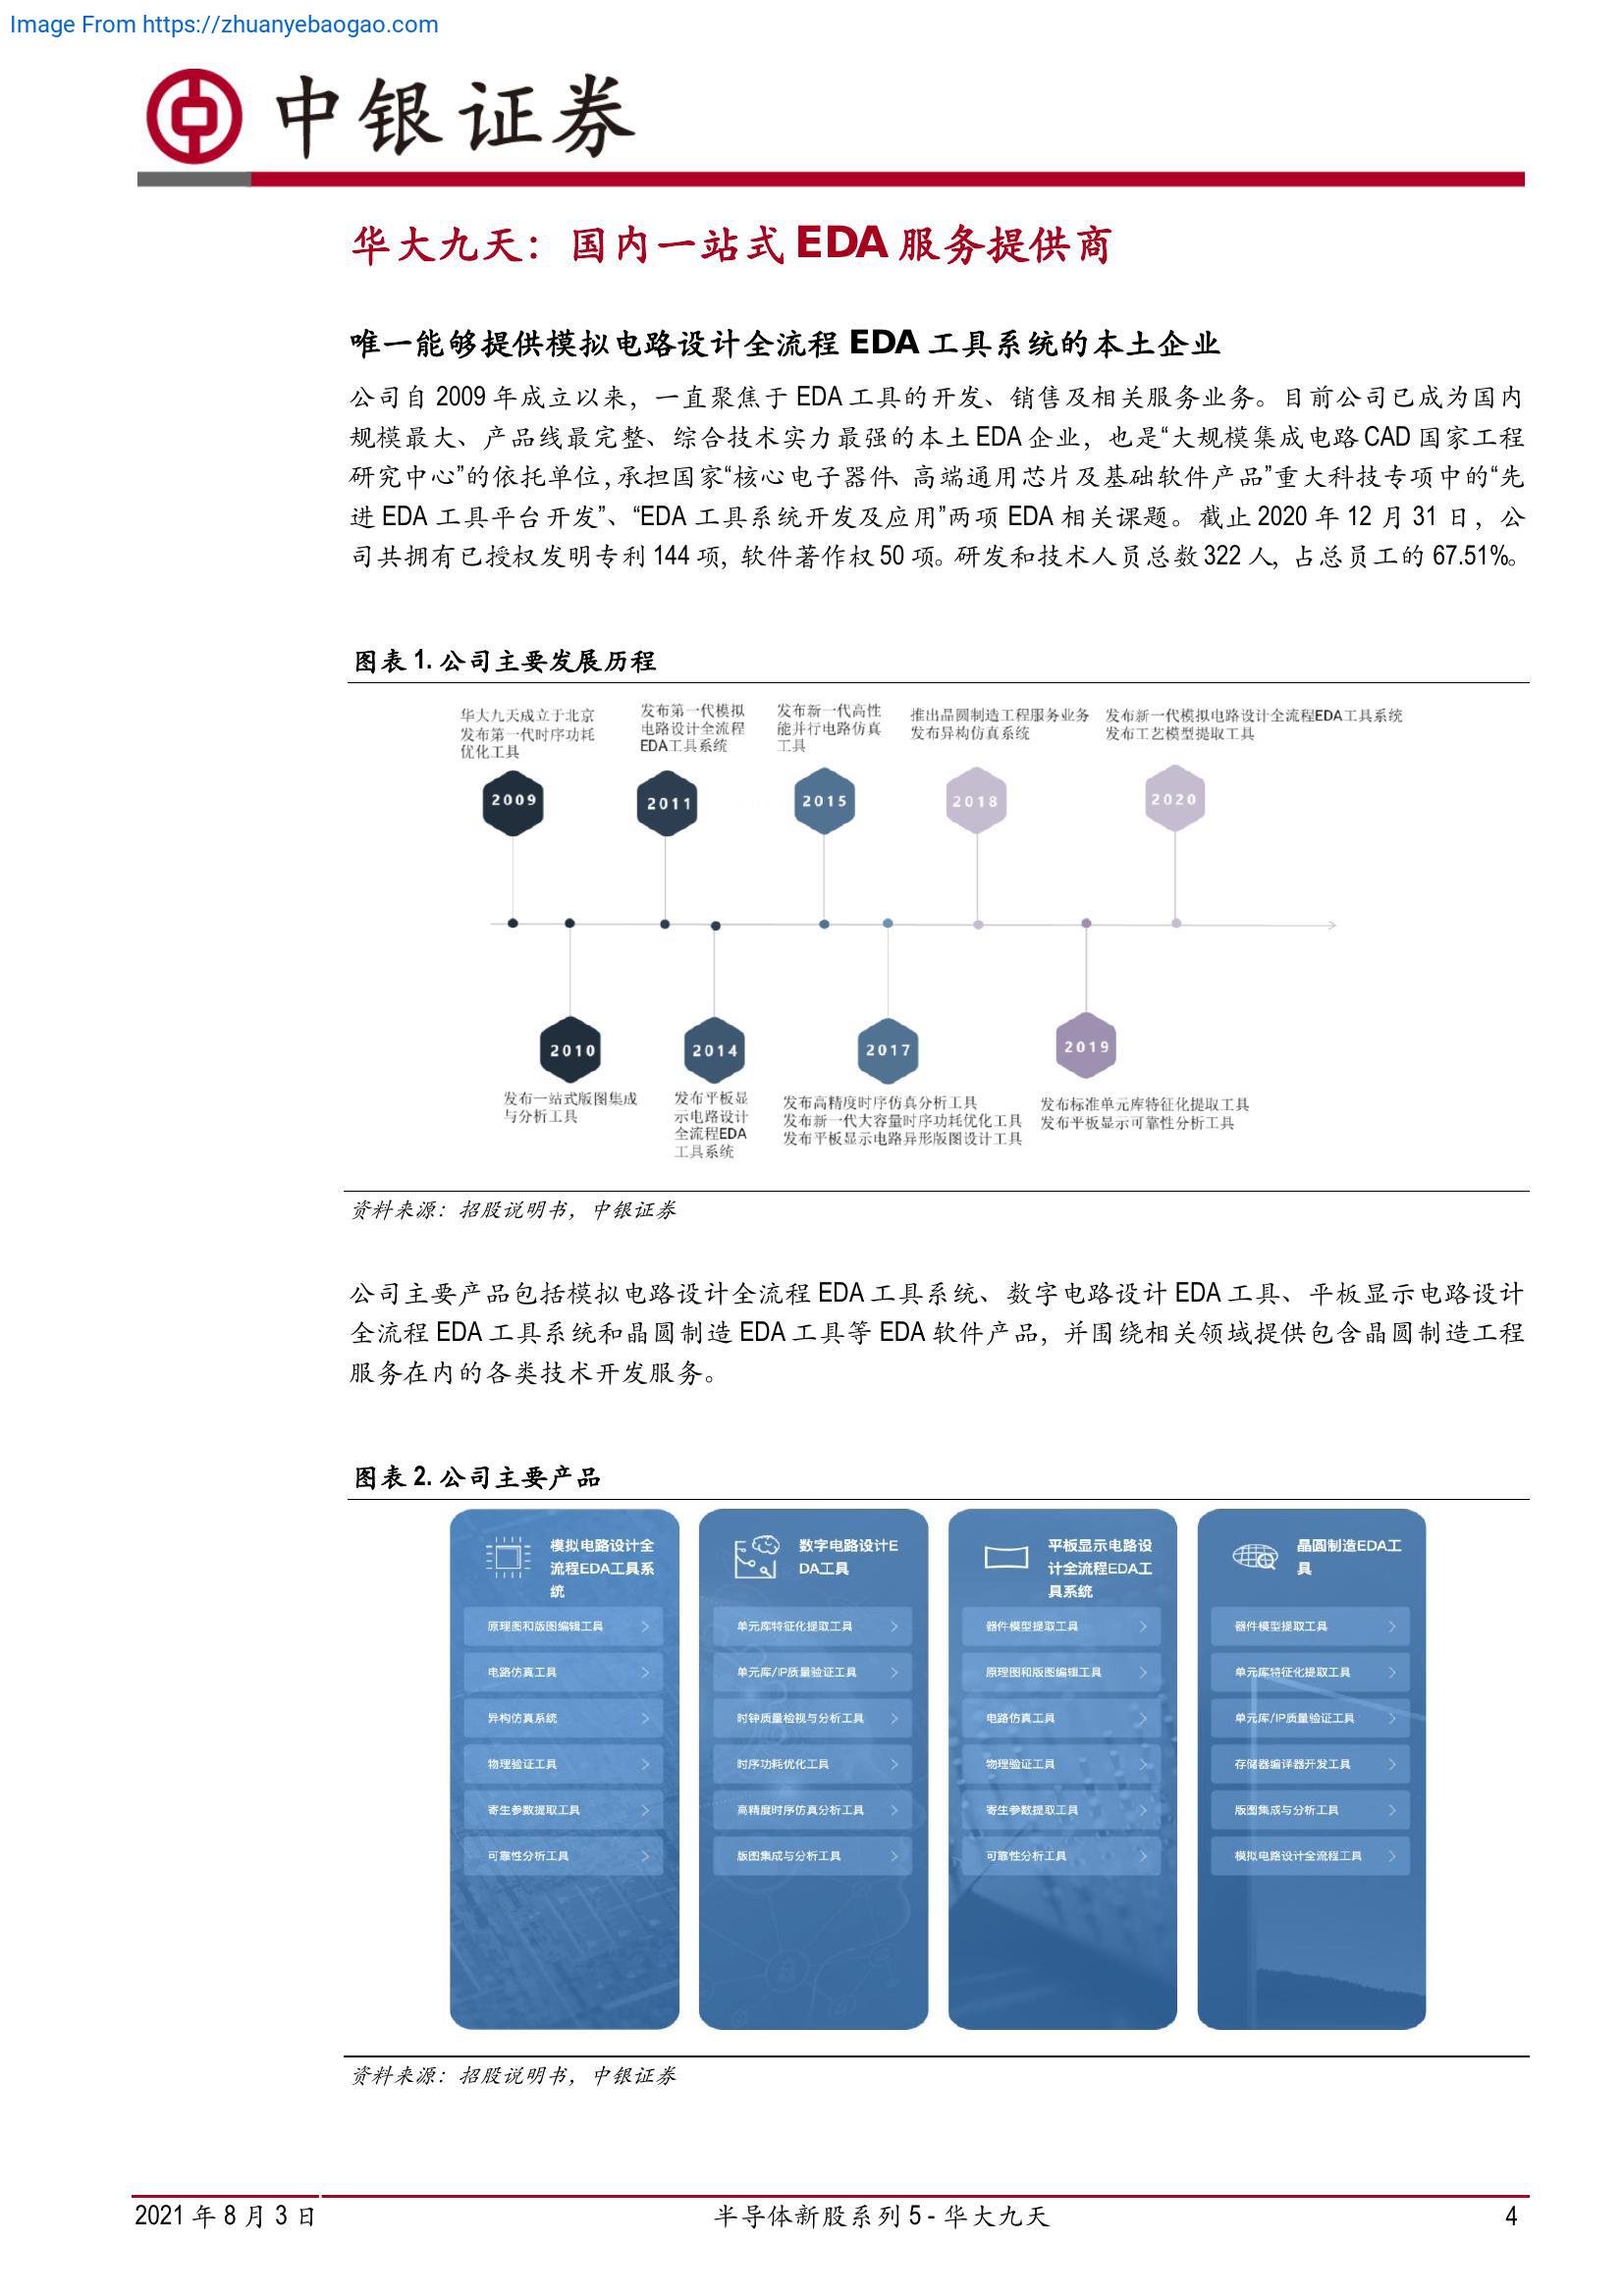 Image From https://zhuanyebaogao.com
中银证券
华大九天：国内一站式 EDA 服务提供商
唯一能够提供模拟电路设计全流程 EDA 工具系统的本土企业
公司自 2009 年成立以来，一直聚焦于 EDA 工具的开发、销售及相关服务业务。目前公司已成为国内
规模最大、产品线最完整、综合技术实力最强的本土 EDA 企业，也是“大规模集成电路 CAD 国家工程
研究中心”的依托单位，承担国家“核心电子器件、高端通用芯片及基础软件产品”重大科技专项中的“先
进 EDA 工具平台开发”、“EDA 工具系统开发及应用”两项 EDA 相关课题。截止 2020 年 12 月 31 日，公
司共拥有已授权发明专利 144 项，软件著作权 50 项。研发和技术人员总数 322 人，占总员工的 67.51%。
图表 1. 公司主要发展历程
华大九天成立于北京
发布第一代时序功耗
优化工具
发布第一代模拟
电路设计全流程
EDA工具系统
发布新一代高性
能并行电路仿真
工具
推出晶圆制造工程服务业务
发布异构仿真系统
发布新一代模拟电路设计全流程EDA工具系统
发布工艺模型提取工具
2009
2011
2015
2018
2020
2010
2014
2017
2019
发布一站式版图集成
与分析工具
发布平板显
示电路设计
全流程EDA
工具系统
发布高精度时序仿真分析工具
发布新一代大容量时序功耗优化工具
发布平板显示电路异形版图设计工具
发布标准单元库特征化提取工具
发布平板显示可靠性分析工具
资料来源：招股说明书，中银证券
公司主要产品包括模拟电路设计全流程 EDA 工具系统、数字电路设计 EDA 工具、平板显示电路设计
全流程 EDA 工具系统和晶圆制造 EDA 工具等 EDA 软件产品，并围绕相关领域提供包含晶圆制造工程
服务在内的各类技术开发服务。
图表 2. 公司主要产品
模拟电路设计全
流程EDA工具系
统
原理图和版图编辑工具
电路仿真工具
异构仿真系统
物理验证工具
寄生参数提取工具
可靠性分析工具
数字电路设计E
DA工具
单元库特征化提取工具
单元库/IP质量验证工具
时钟质量检视与分析工具
时序功耗优化工具
高精度时序仿真分析工具
版图集成与分析工具
平板显示电路设
计全流程EDA工
具系统
器件模型提取工具
原理图和版图编辑工具
电路仿真工具
物理验证工具
寄生参数提取工具
可靠性分析工具
晶圆制造EDA工
具
器件模型提取工具
单元库特征化提取工具
单元库/IP质量验证工具
存储器编译器开发工具
版图集成与分析工具
模拟电路设计全流程工具
资料来源：招股说明书，中银证券
2021 年 8 月 3 日
半导体新股系列 5 - 华大九天
4